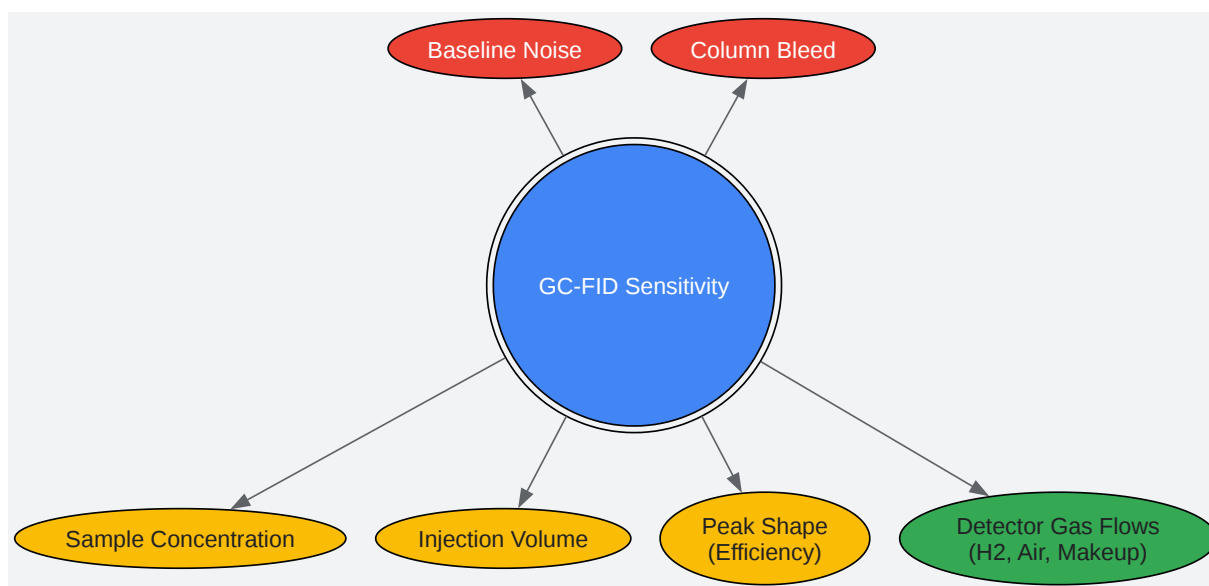 Baseline Noise
Column Bleed
GC-FID Sensitivity
Sample Concentration
Injection Volume
Peak Shape
(Efficiency)
Detector Gas Flows
(H2, Air, Makeup)